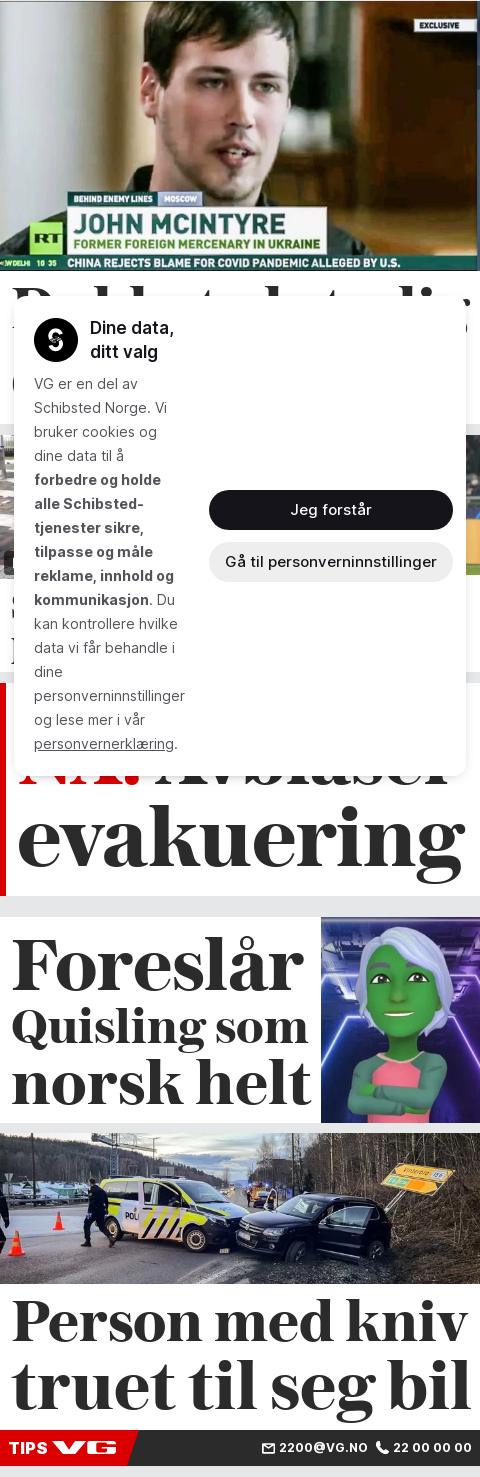 EXCLUSIVE
BEHIND ENEMY LINES MOSCOW
JOHN MCINTYRE
RT
FORMER FOREIGN MERCENARY IN UKRAINE
10 35 CHINA REJECTS BLAME FOR COVID PANDEMIC ALLEGED BY U.S.
Dine data,
ditt valg
VG er en del av
Schibsted Norge. Vi
bruker cookies og
dine data til å
forbedre og holde
alle Schibsted-
tjenester sikre,
tilpasse og måle
reklame, innhold og
kommunikasjon. Du
kan kontrollere hvilke
data vi får behandle i
dine
personverninnstillinger
og lese mer i vår
personvernerklæring.
Jeg forstår
Gå til personverninnstillinger
evakuering
Foreslår
Quisling som
norsk helt
Person med kniv
truet til seg bil
TIPS VG
2200@VG.NO 22 00 00 00